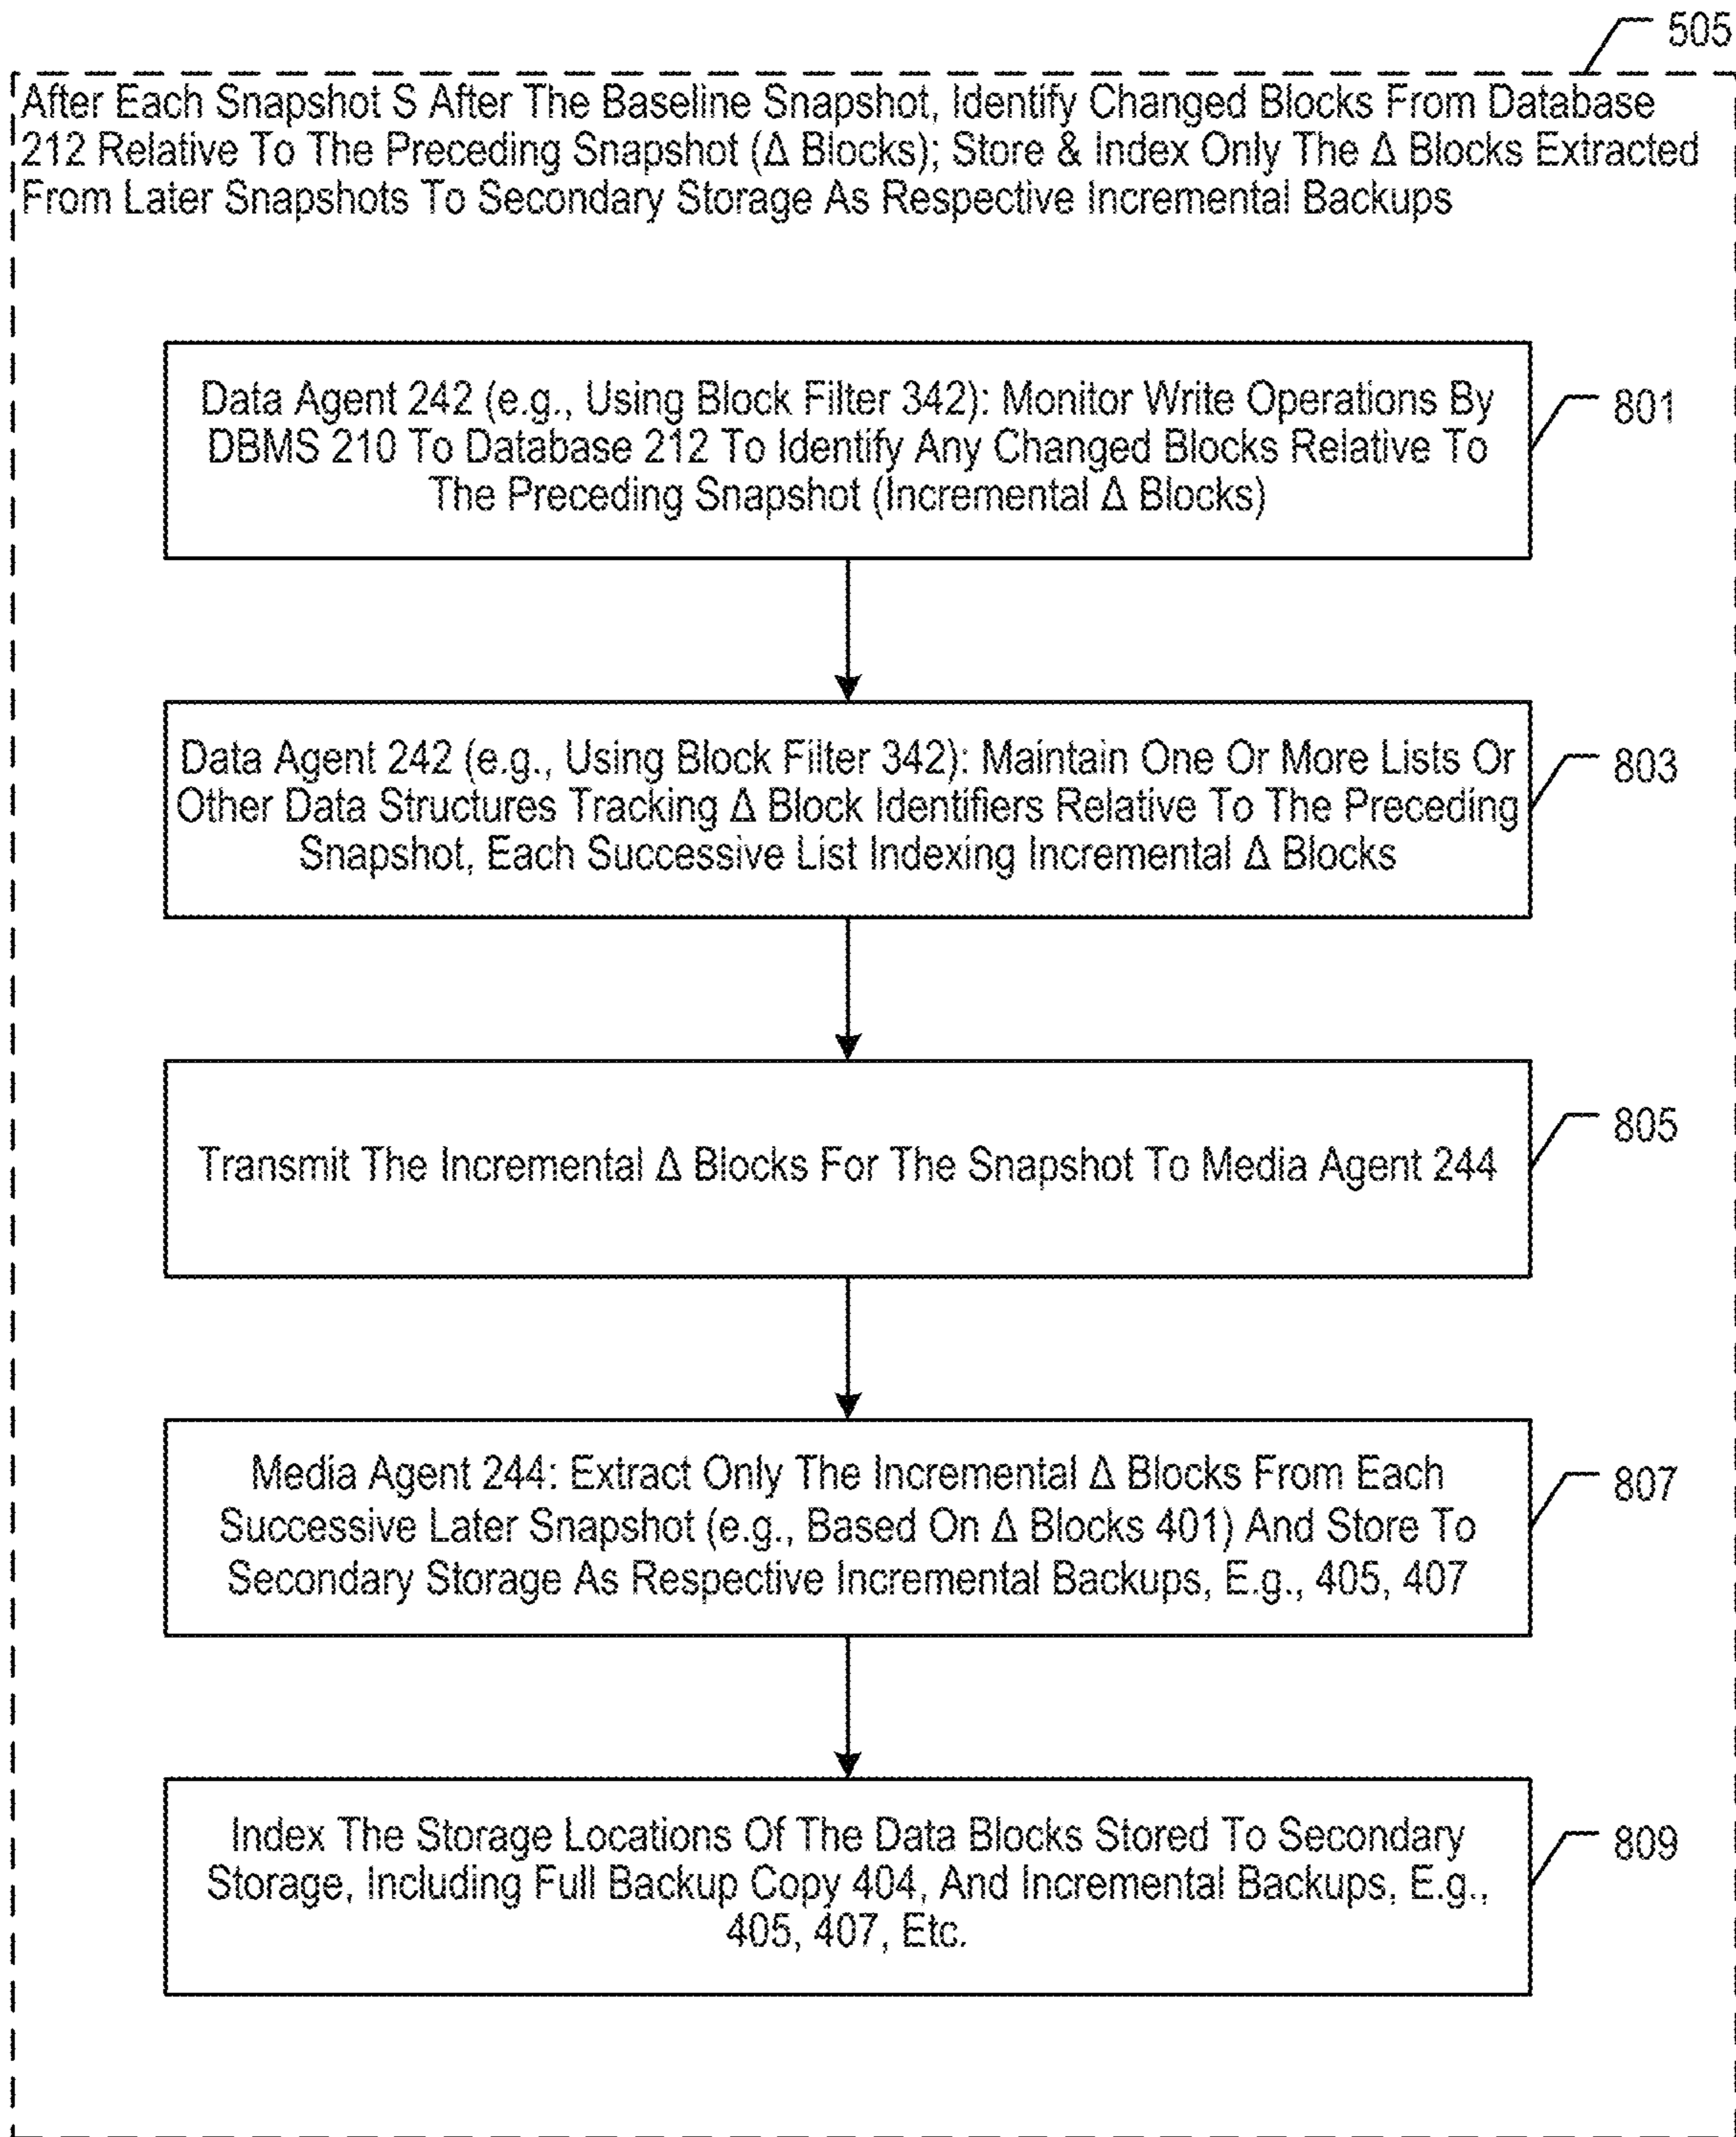 505
After Each Snapshot S After The Baseline Snapshot, Identify Changed Blocks From Database
212 Relative To The Preceding Snapshot (Δ Blocks); Store & Index Only The Δ Blocks Extracted
From Later Snapshots To Secondary Storage As Respective Incremental Backups
Data Agent 242 (e.g., Using Block Filter 342): Monitor Write Operations By
DBMS 210 To Database 212 To Identify Any Changed Blocks Relative To
The Preceding Snapshot (Incremental Δ Blocks)
801
Data Agent 242 (e.g., Using Block Filter 342): Maintain One Or More Lists Or
Other Data Structures Tracking Δ Block Identifiers Relative To The Preceding
Snapshot, Each Successive List Indexing Incremental Δ Blocks
803
Transmit The Incremental Δ Blocks For The Snapshot To Media Agent 244
805
Media Agent 244: Extract Only The Incremental Δ Blocks From Each
Successive Later Snapshot (e.g., Based On Δ Blocks 401) And Store To
Secondary Storage As Respective Incremental Backups, E.g., 405, 407
807
Index The Storage Locations Of The Data Blocks Stored To Secondary
Storage, Including Full Backup Copy 404, And Incremental Backups, E.g.,
405, 407, Etc.
809